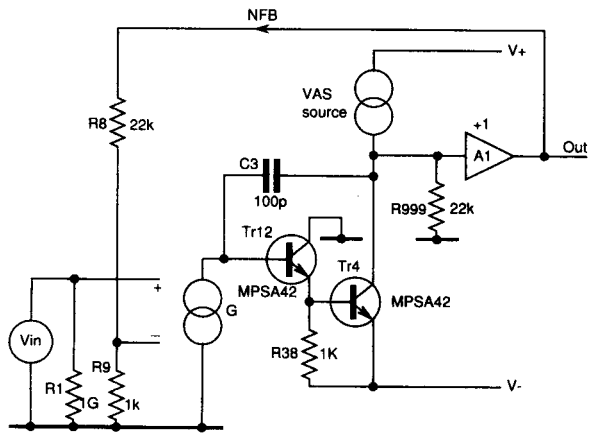 NFB
V+
R8
22k
VAS
source
+1
A1
Out
C3
100p
R999
22k
Tr12
MPSA42
Tr4
MPSA42
+
G
Vin
−
R38
1K
R1
1G
R9
1k
V-